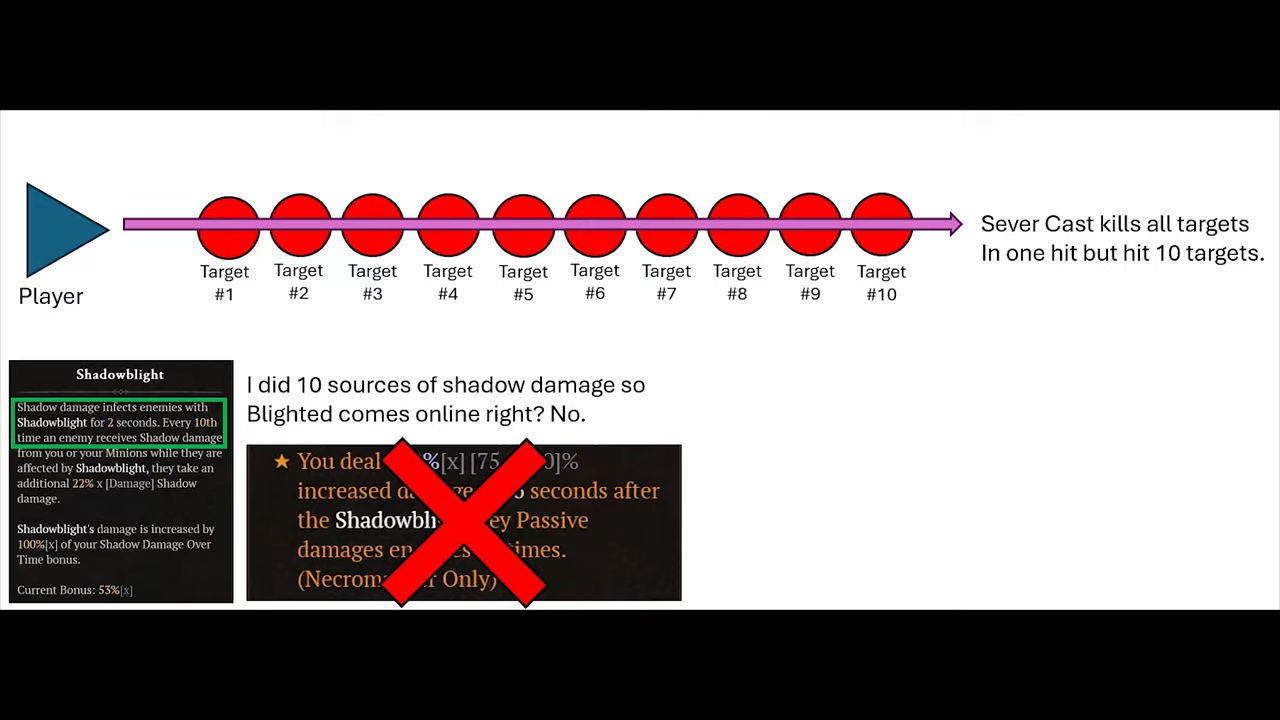 Sever Cast kills all targets
In one hit but hit 10 targets.
Target Target Target Target Target Target Target Target Target Target
#1 #2 #3 #4 #5 #6 #7 #8 #9 #10
Player
Shadowblight
Shadow damage infects enemies with
Shadowblight for 2 seconds. Every 10th
time an enemy receives Shadow damage
from you or your Minions while they are
affected by Shadowblight, they take an
additional 22% x [Damage] Shadow
damage.
Shadowblight's damage is increased by
100%[x] of your Shadow Damage Over
Time bonus.
Current Bonus: 53%[x]
I did 10 sources of shadow damage so
Blighted comes online right? No.
You deal %[x] [75
increased seconds after
the Passive
damages
Only)